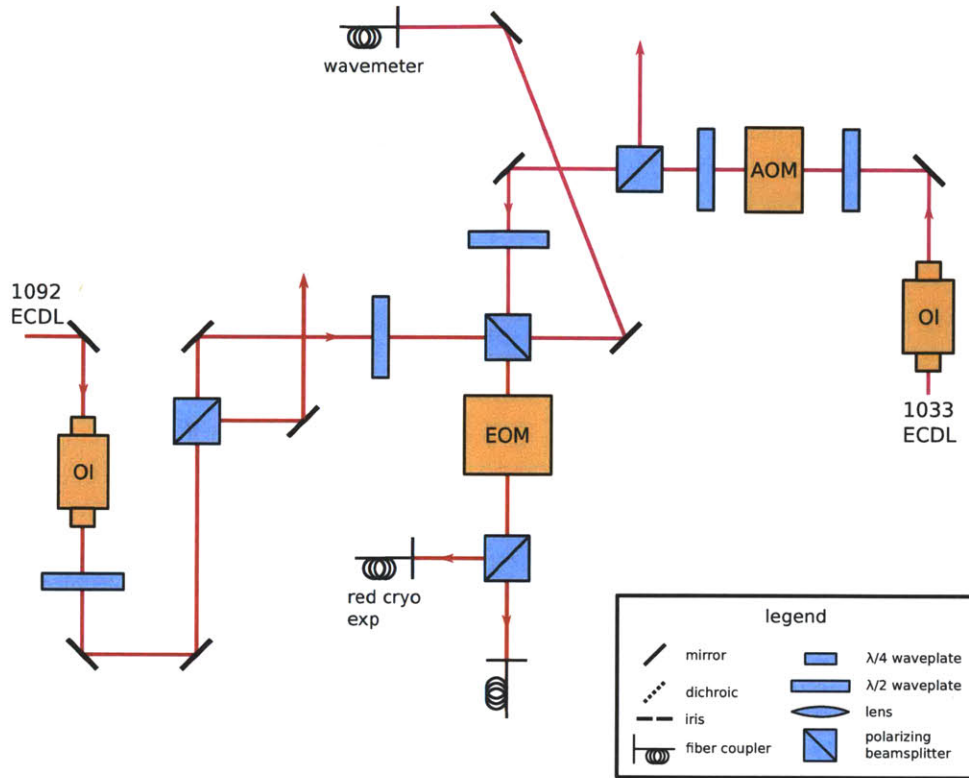 wavemeter
AOM
1092
ECDL
OI
1033
ECDL
EOM
OI
red cryo
exp
legend
mirror
λ/4 waveplate
dichroic
λ/2 waveplate
iris
lens
fiber coupler
polarizing
beamsplitter